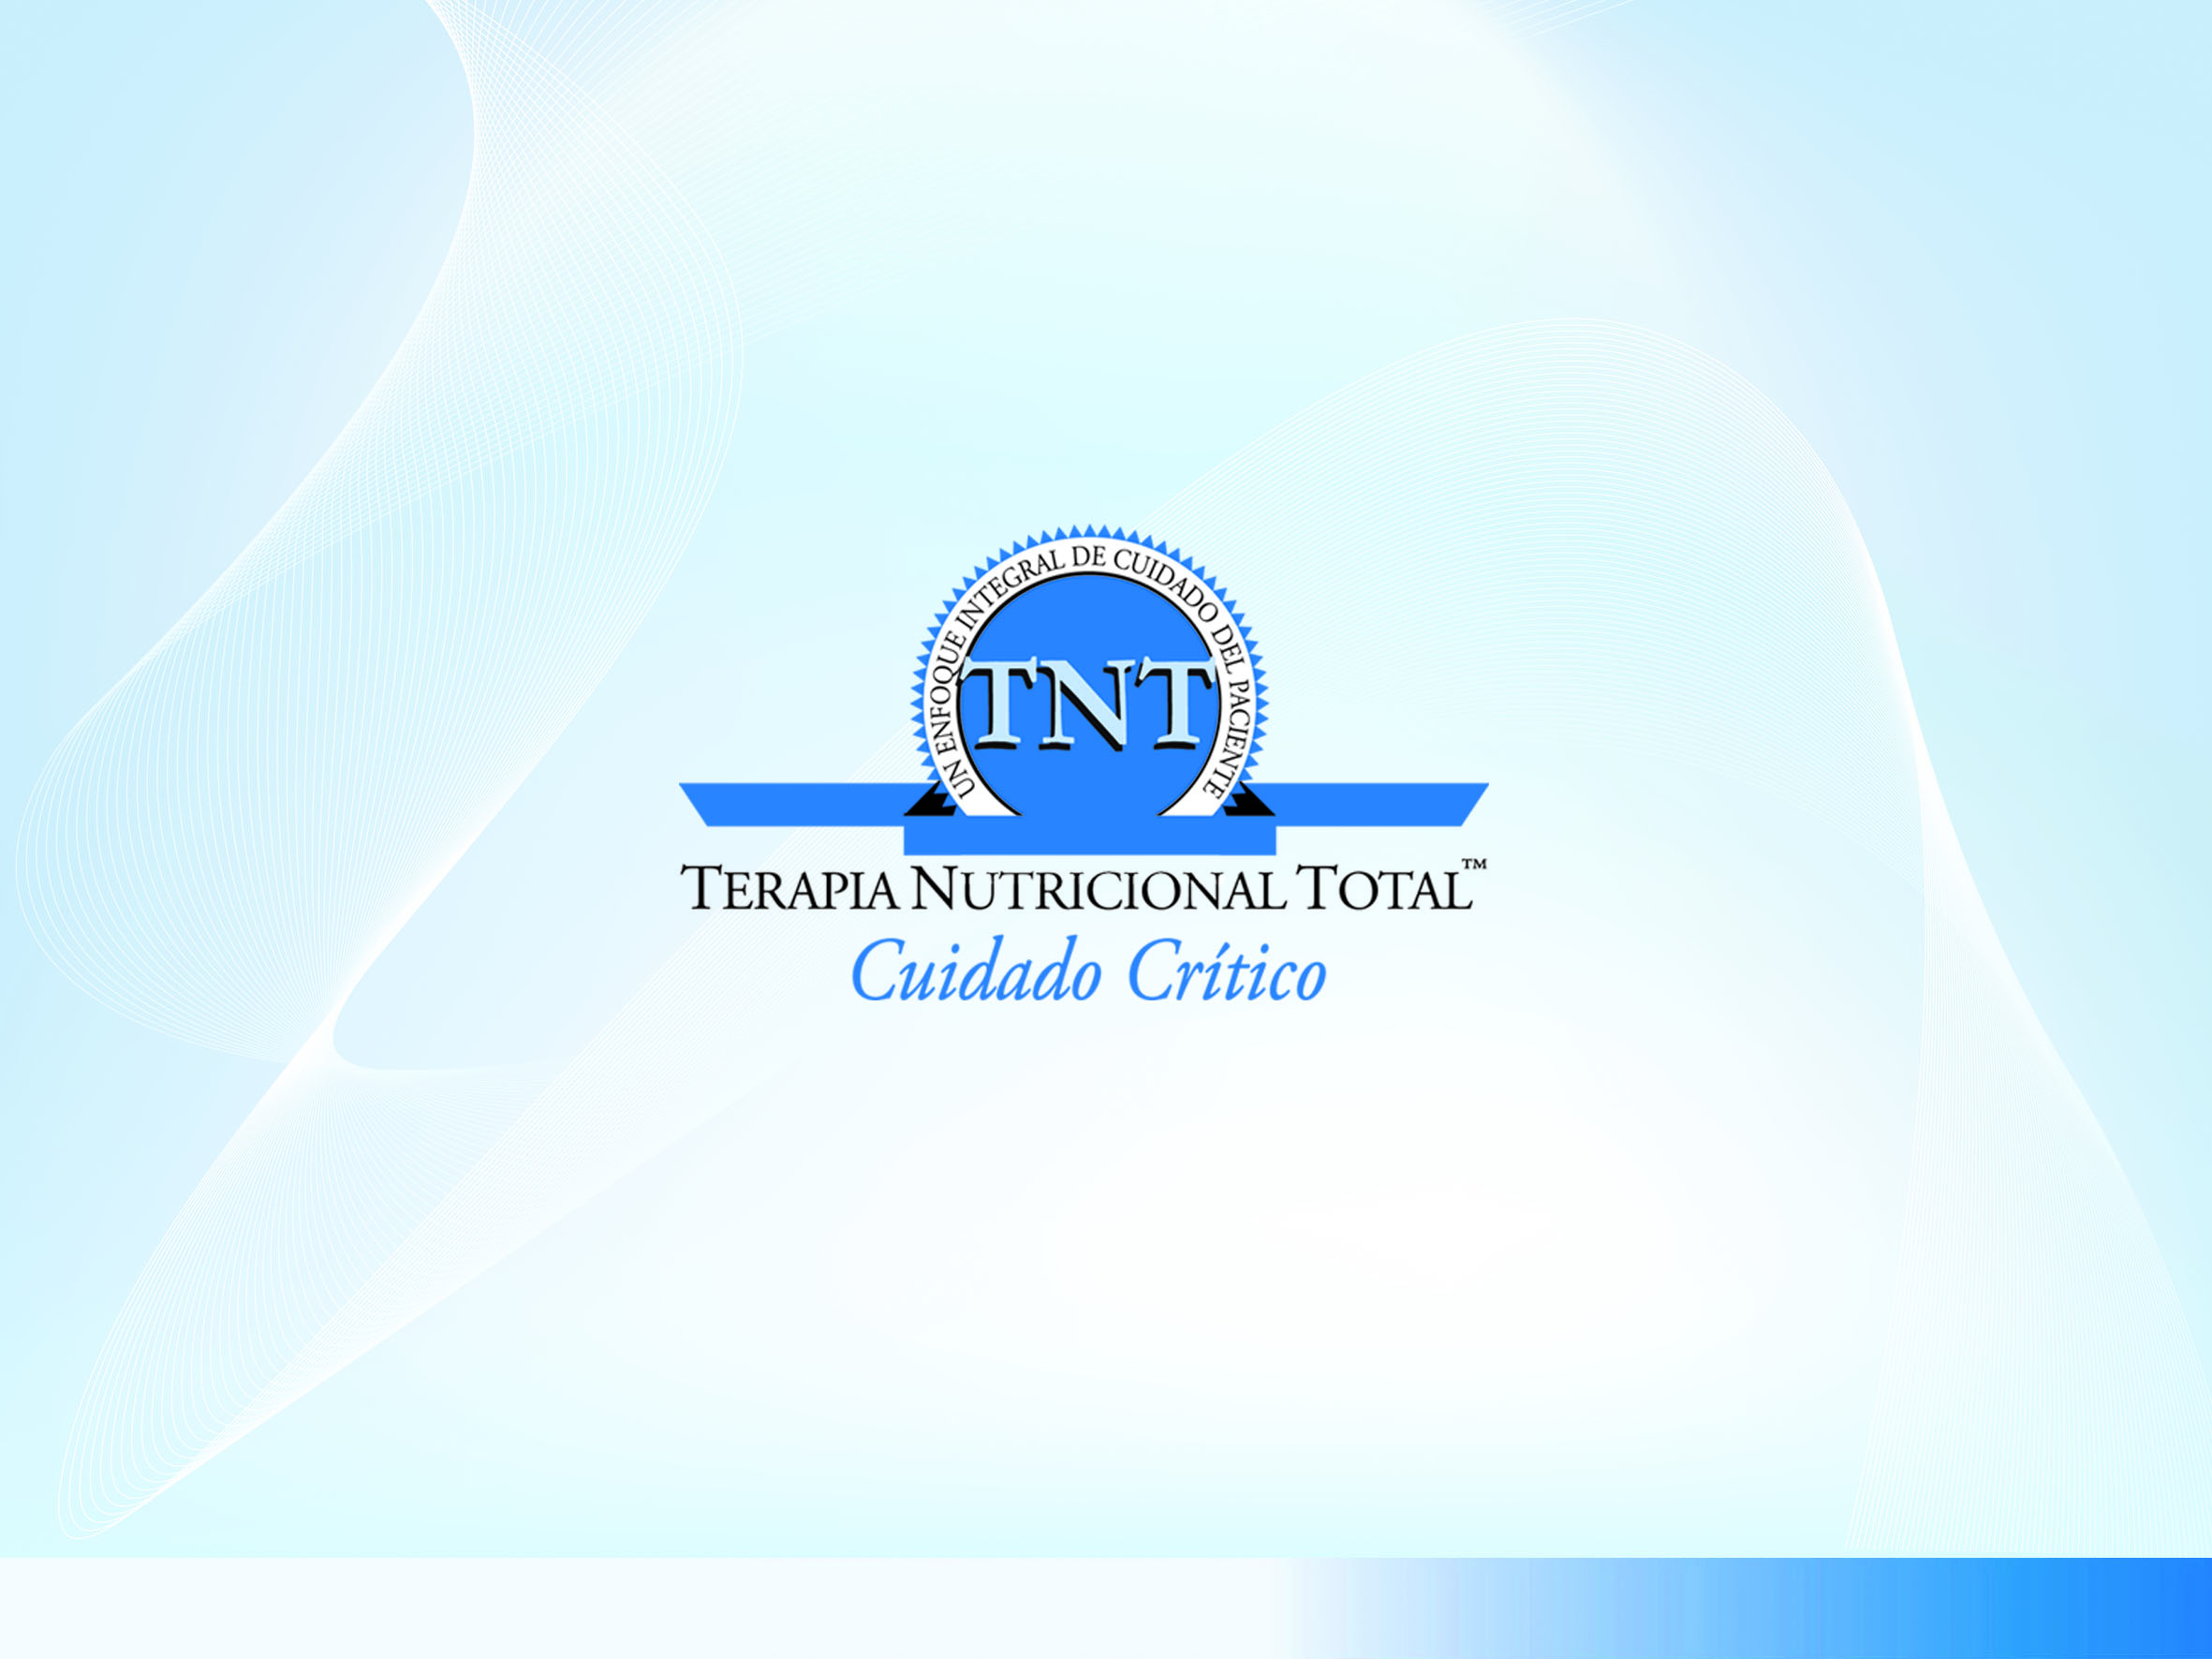 UN ENFOQUE INTEGRAL DE CUIDADO DEL PACIENTE
TNT
TERAPIA NUTRICIONAL TOTAL™
Cuidado Crítico